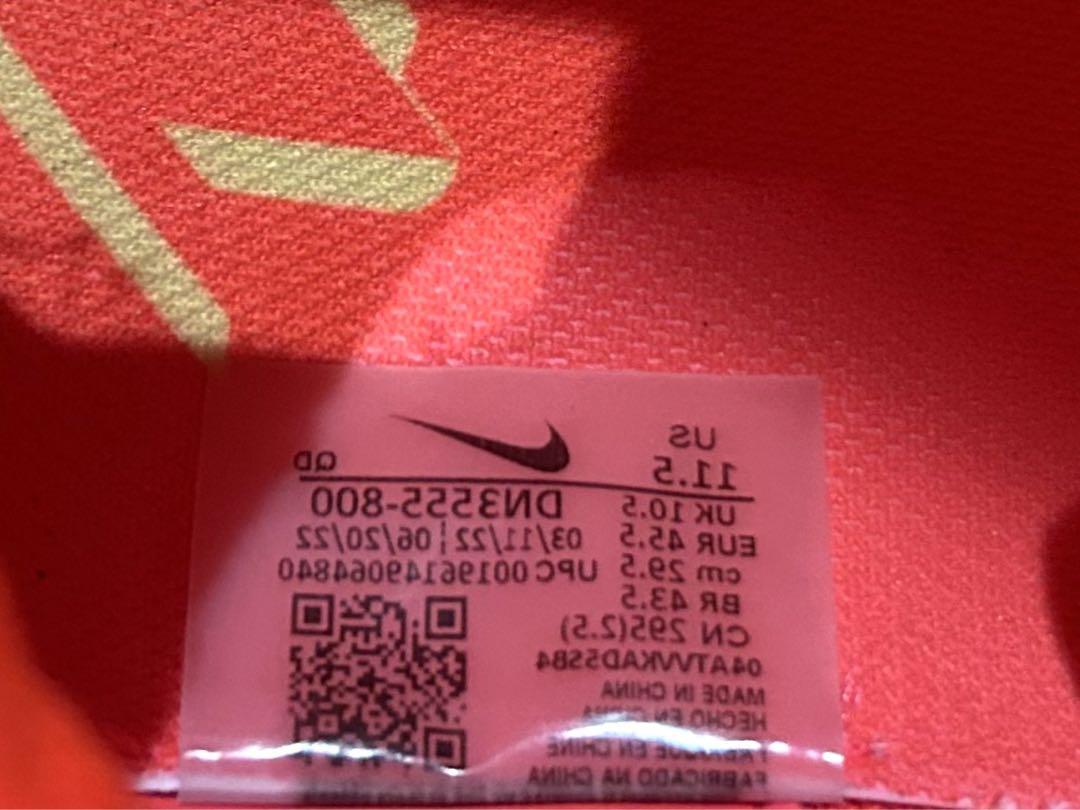 US
11.5
QD
UK 10.5
EUR 45.5
cm 29.5
BR 43.5
CN 295(2.5)
DN3555-800
03/11/22 | 06/20/22
UPC 00196149064840
04ATVVKAD5SB4
MADE IN CHINA
HECHO EN CHINA
FABRIQUE EN CHINE
FABRICADO NA CHINA